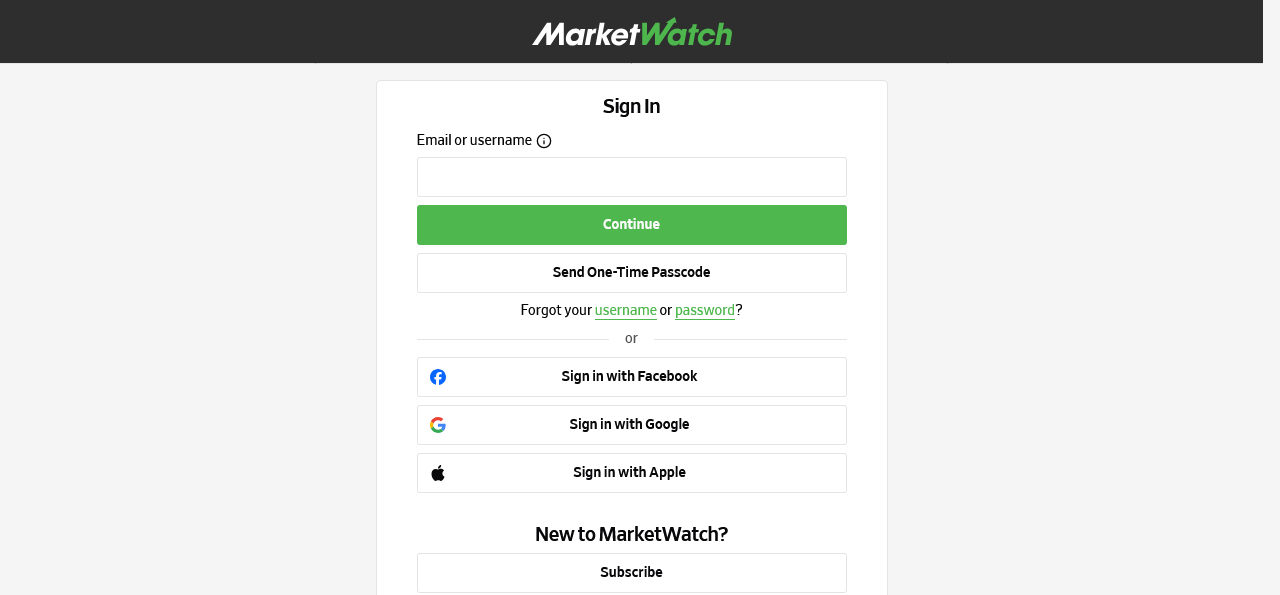 MarketWatch
Sign In
Email or username
Continue
Send One-Time Passcode
Forgot your username or password?
or
Sign in with Facebook
Sign in with Google
Sign in with Apple
New to MarketWatch?
Subscribe